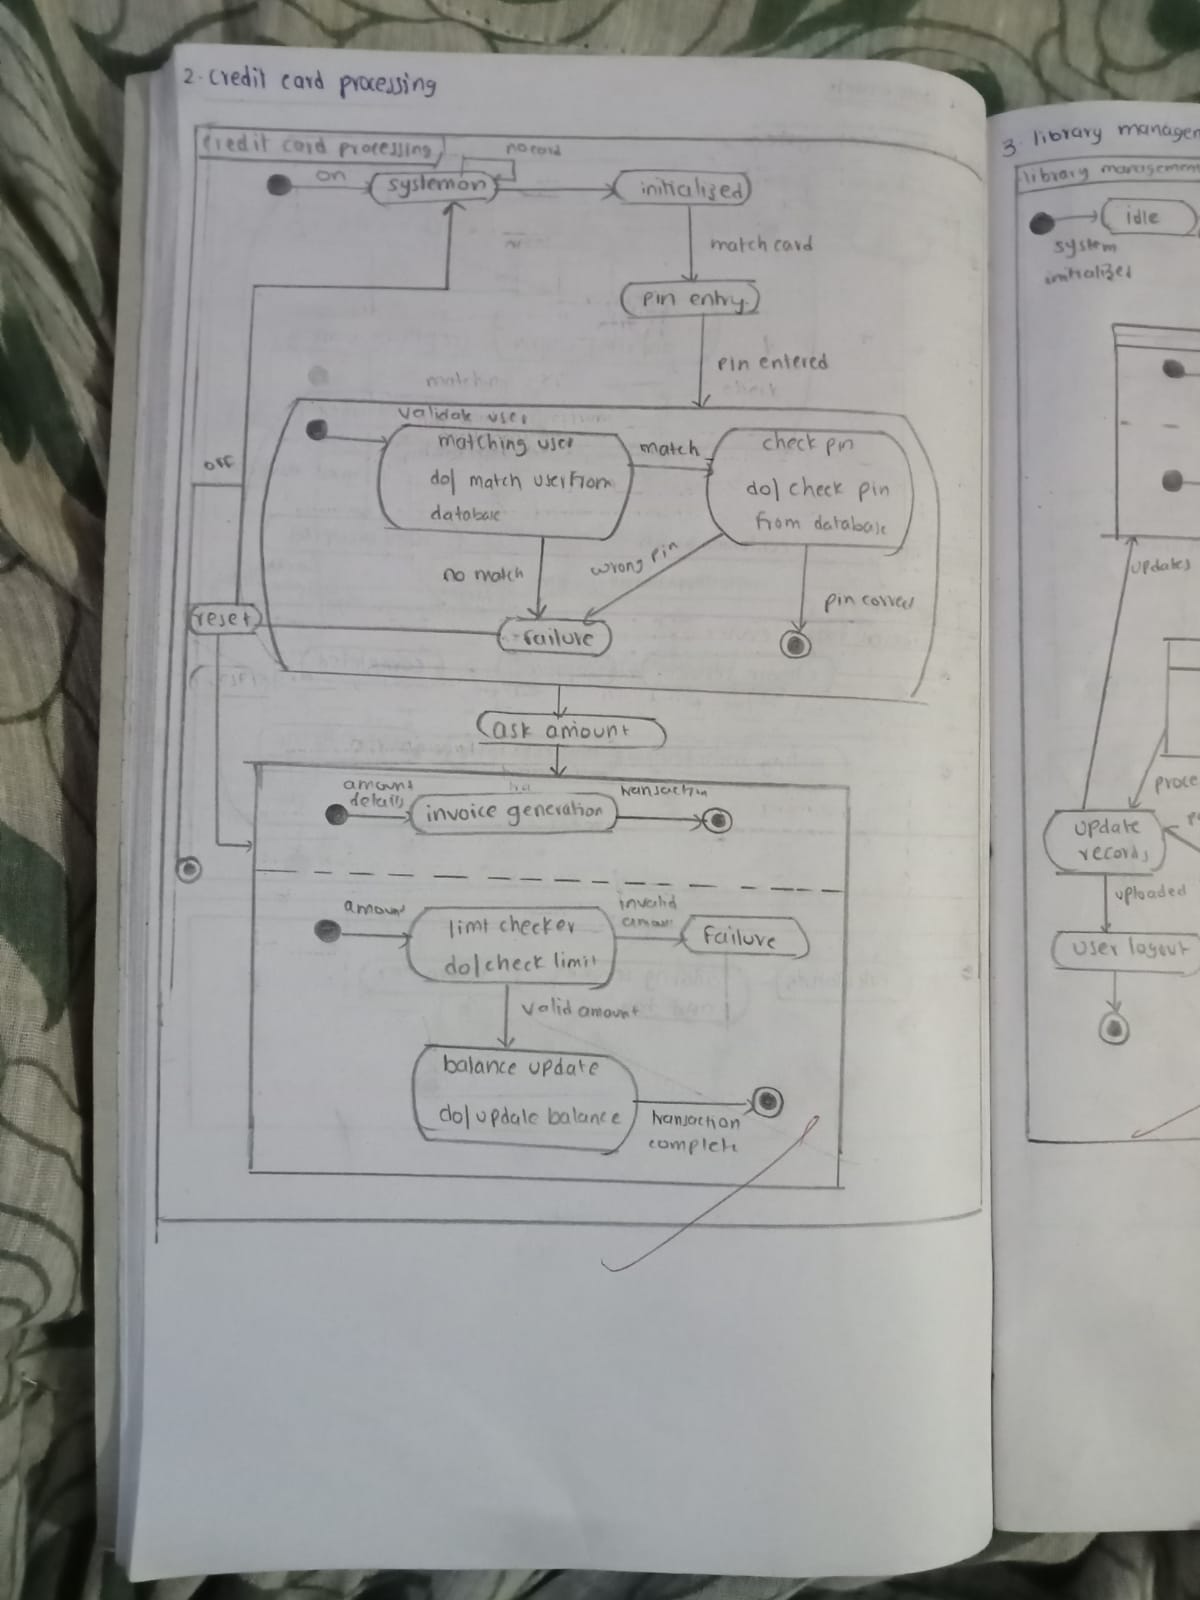 2. Credit card processing
Credit card processing
no card
on
systemon
initialized
match card
pin entry
pin entered
validate user
matching user
do/ match user from
database
match
check pin
do/ check pin
from database
off
no match
wrong pin
pin correct
reset
failure
ask amount
amount
details
invoice generation
transaction
amount
limt checker
do/check limit
invalid
amount
Failure
valid amount
balance update
do/update balance
transaction
complete
3. library managem
library management
idle
system
initialized
updates
proce
update
records
uploaded
user logout